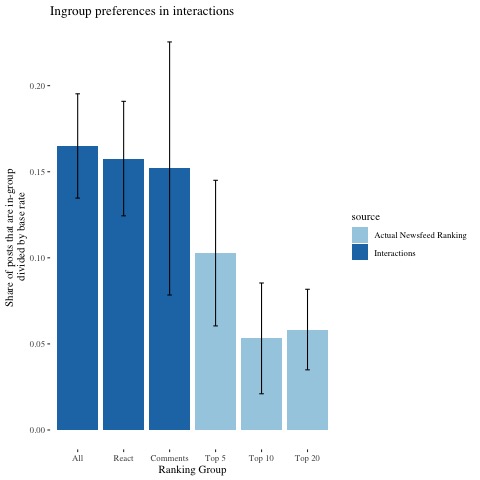 Ingroup preferences in interactions
Share of posts that are in-group
divided by base rate
0.20
0.15
0.10
0.05
0.00
All React Comments Top 5 Top 10 Top 20
Ranking Group
source
Actual Newsfeed Ranking
Interactions